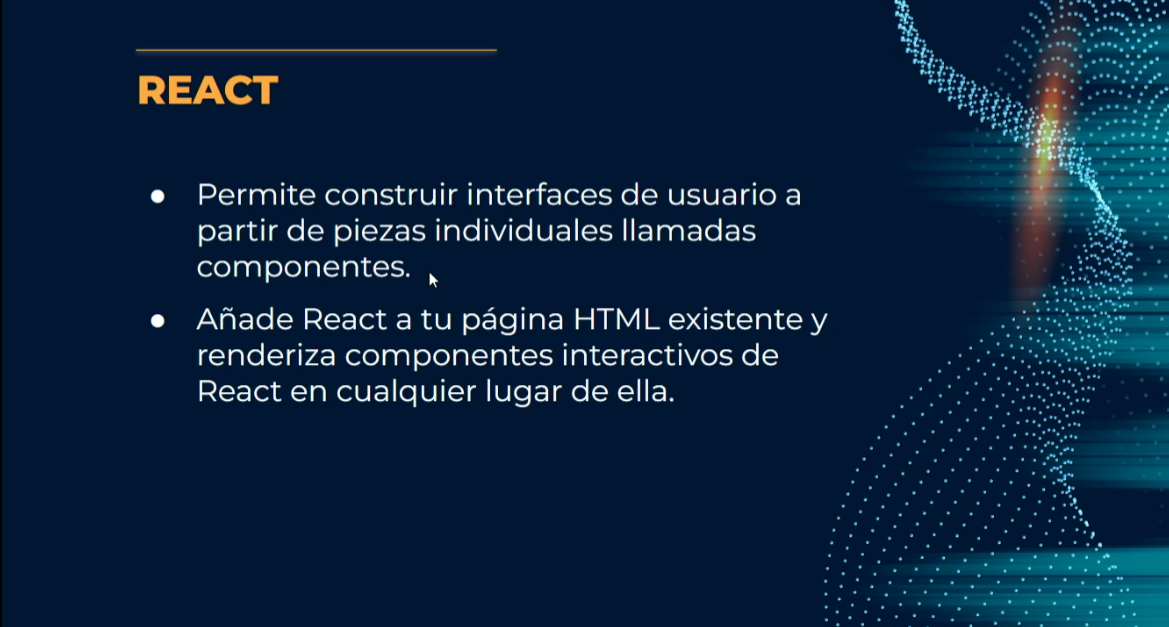 REACT
● Permite construir interfaces de usuario a
partir de piezas individuales llamadas
componentes.
● Añade React a tu página HTML existente y
renderiza componentes interactivos de
React en cualquier lugar de ella.